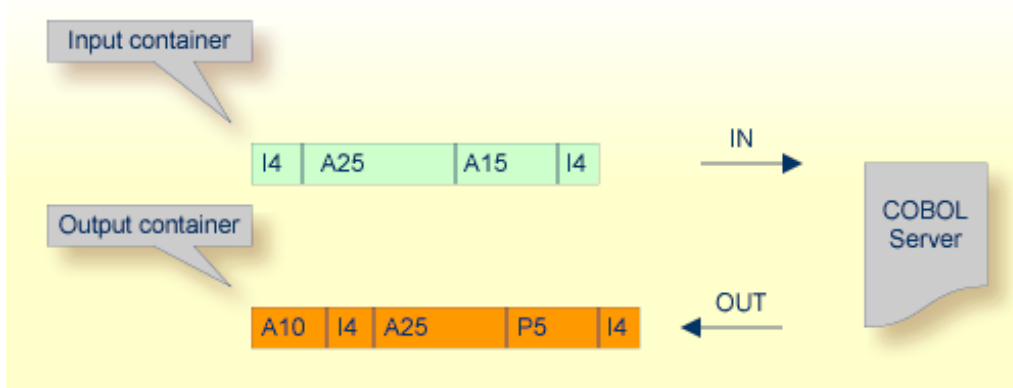 Input container
I4 A25 A15 I4
IN
COBOL
Server
Output container
A10 I4 A25 P5 I4
OUT